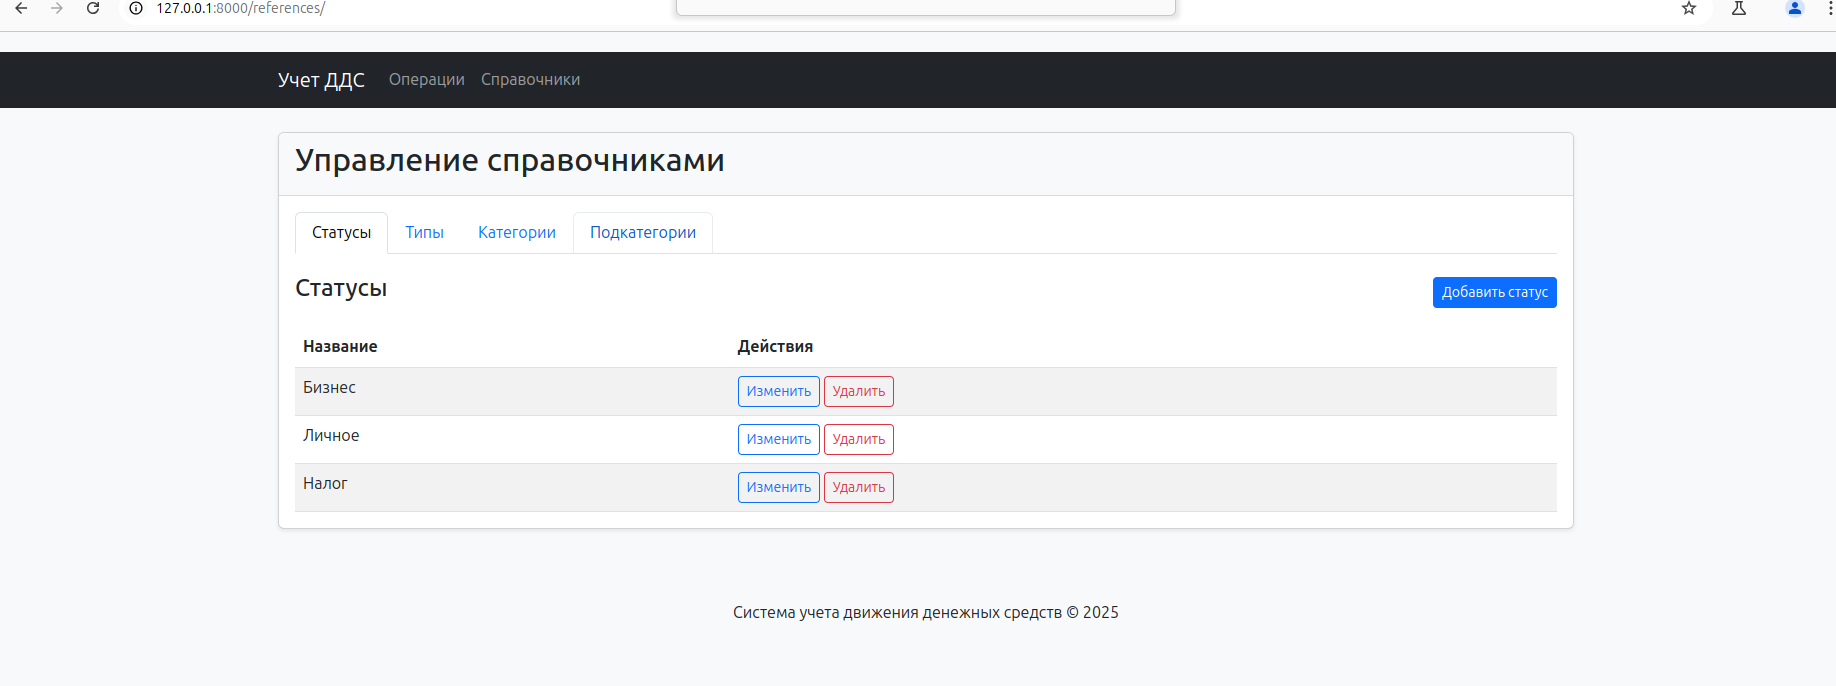 127.0.0.1:8000/references/
Учет ДДС Операции Справочники
Управление справочниками
Статусы Типы Категории Подкатегории
Статусы Добавить статус
Название Действия
Бизнес Изменить Удалить
Личное Изменить Удалить
Налог Изменить Удалить
Система учета движения денежных средств © 2025